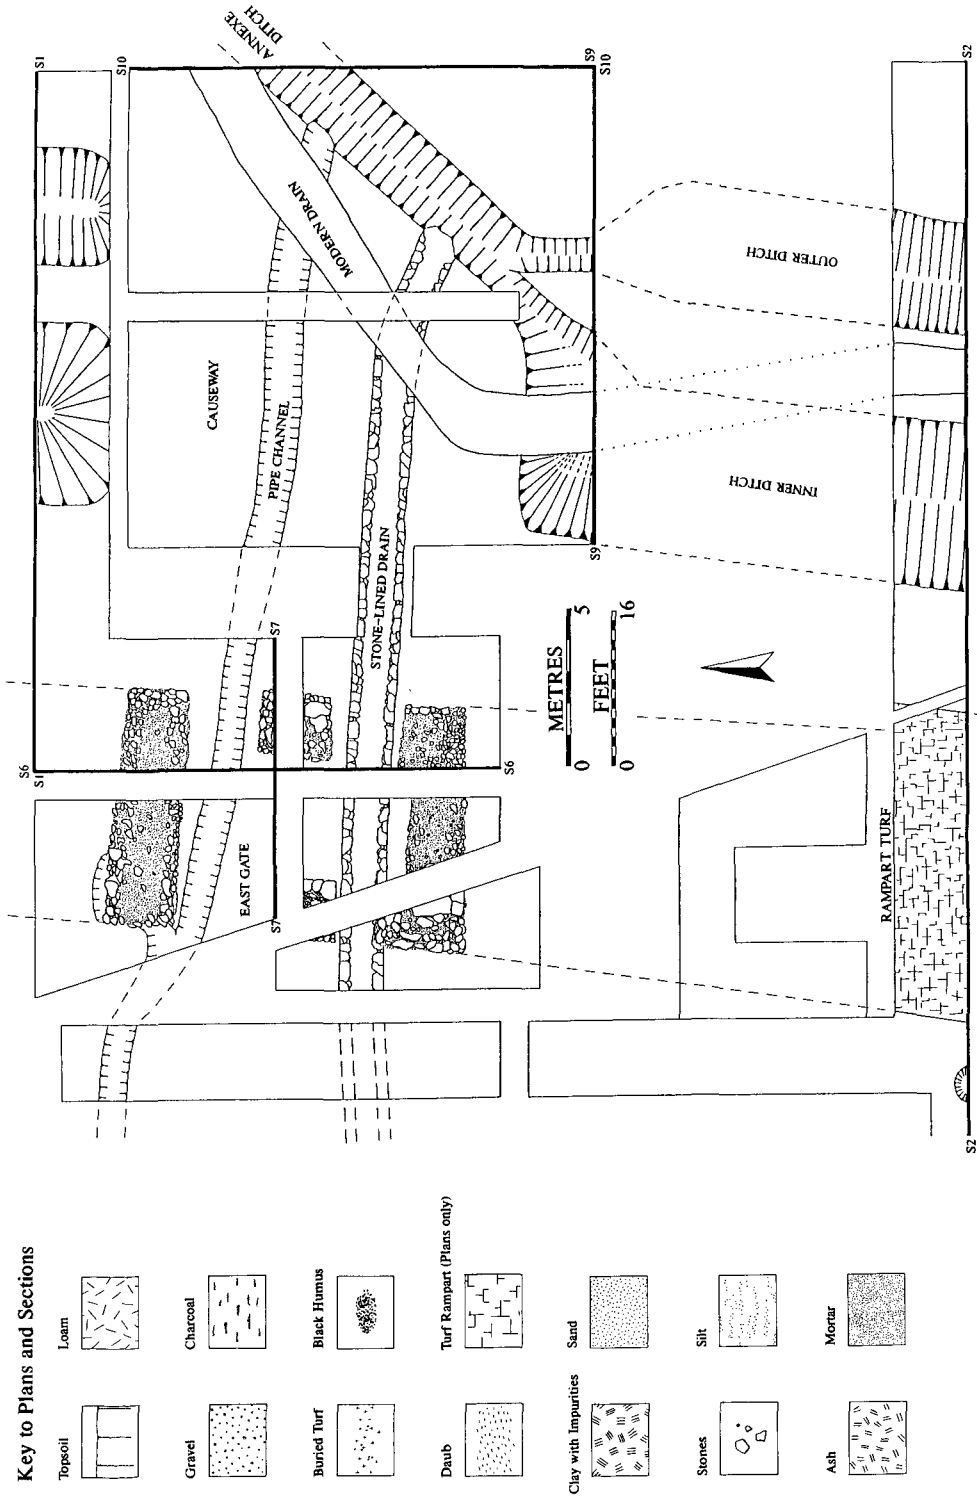 Key to Plans and Sections
Topsoil
Loam
Gravel
Charcoal
Buried Turf
Black Humus
Daub
Turf Rampart (Plans only)
Clay with Impurities
Sand
Stones
Silt
Ash
Mortar
S1
S10
ANNEXE
DITCH
S9
S10
S2
MODERN DRAIN
OUTER DITCH
CAUSEWAY
PIPE CHANNEL
INNER DITCH
S9
STONE-LINED DRAIN
S7
METRES
0 5
FEET
0 16
S6
S1
S6
EAST GATE
S7
RAMPART TURF
S2